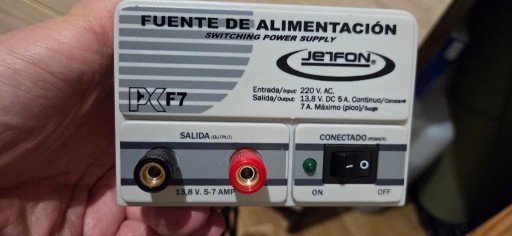 FUENTE DE ALIMENTACIÓN
SWITCHING POWER SUPPLY
JETFON
PC F7
Entrada/Input: 220 V. AC.
Salida/Output: 13,8 V. DC 5 A. Continuo/Constant
7 A. Máximo (pico)/Surge
SALIDA (OUTPUT)
13,8 V. 5-7 AMP.
CONECTADO (POWER)
ON
OFF